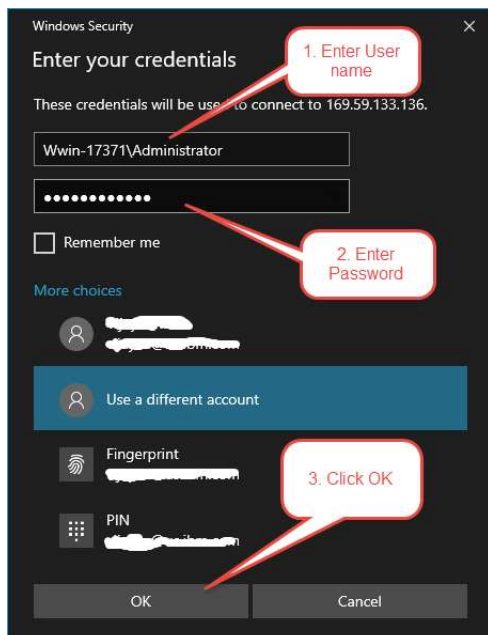 Windows Security
Enter your credentials
1. Enter User
name
These credentials will be used to connect to 169.59.133.136.
Wwin-17371\Administrator
••••••••••••
Remember me
2. Enter
Password
More choices
Use a different account
Fingerprint
3. Click OK
PIN
OK
Cancel